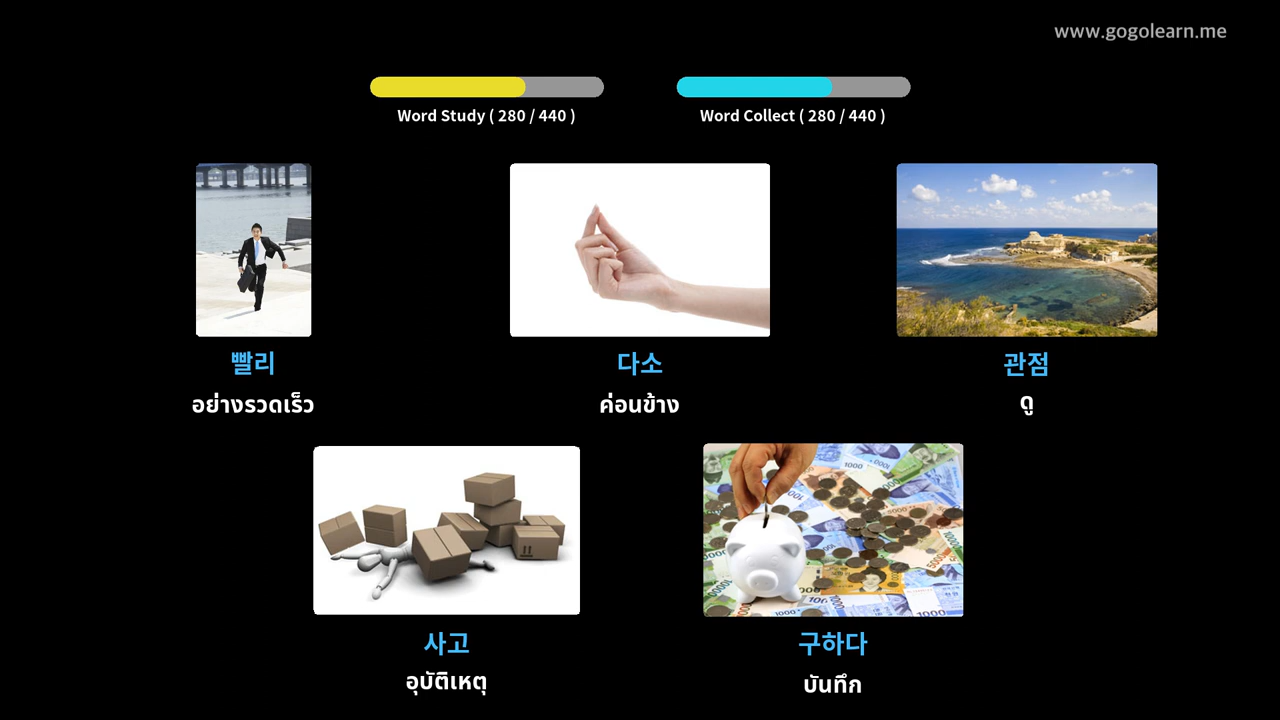 www.gogolearn.me
Word Study ( 280 / 440 )
Word Collect ( 280 / 440 )
빨리
อย่างรวดเร็ว
다소
ค่อนข้าง
관점
ดู
사고
อุบัติเหตุ
구하다
บันทึก